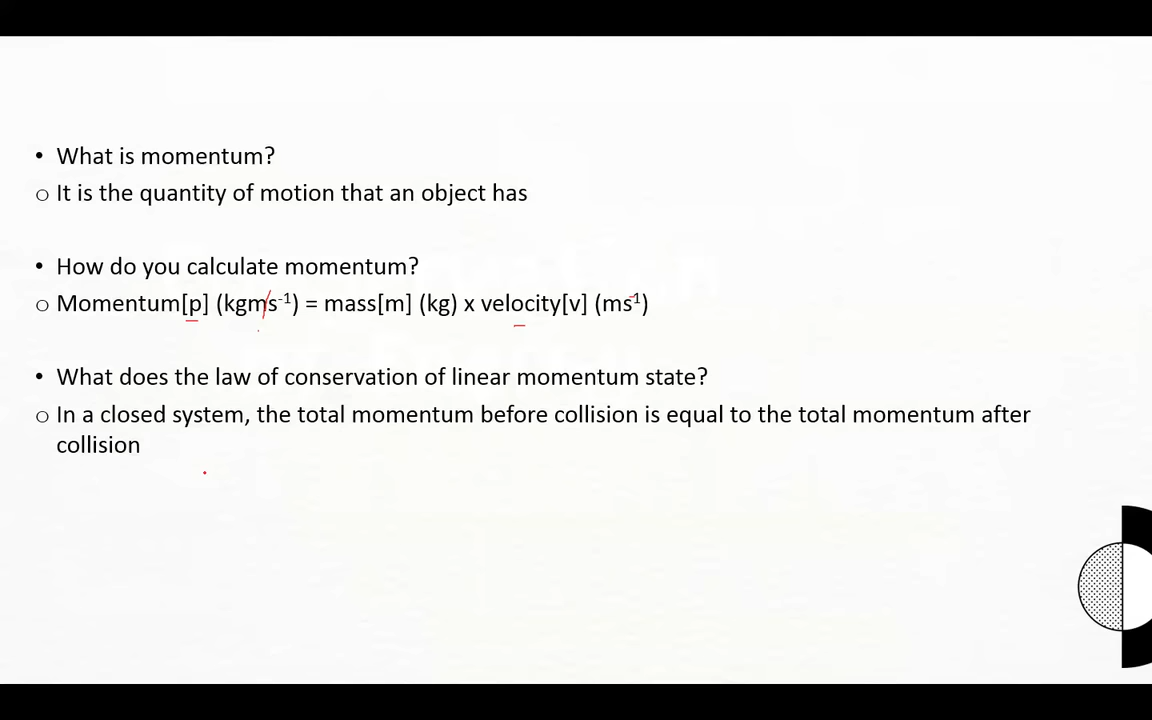 • What is momentum?
o It is the quantity of motion that an object has
• How do you calculate momentum?
o Momentum[p] (kgm/s⁻¹) = mass[m] (kg) x velocity[v] (ms⁻¹)
• What does the law of conservation of linear momentum state?
o In a closed system, the total momentum before collision is equal to the total momentum after
collision